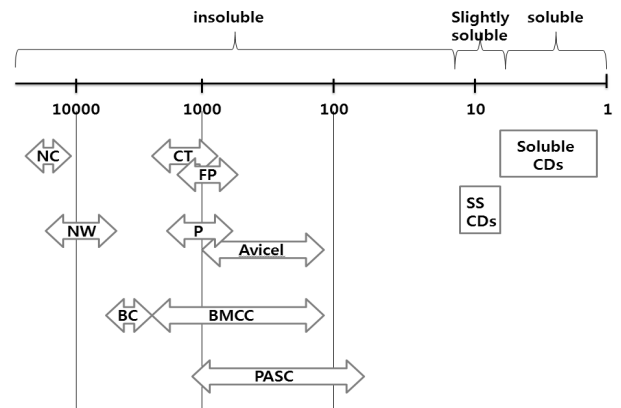 insoluble
Slightly
soluble
soluble
10000
1000
100
10
1
NC
CT
FP
Soluble
CDs
SS
CDs
NW
P
Avicel
BC
BMCC
PASC